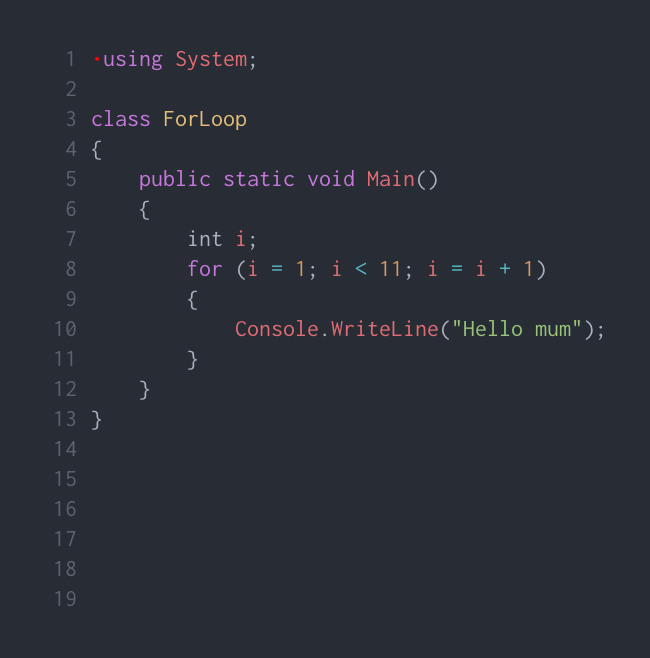 1 ·using System;
2
3 class ForLoop
4 {
5     public static void Main()
6     {
7         int i;
8         for (i = 1; i < 11; i = i + 1)
9         {
10             Console.WriteLine("Hello mum");
11         }
12     }
13 }
14
15
16
17
18
19